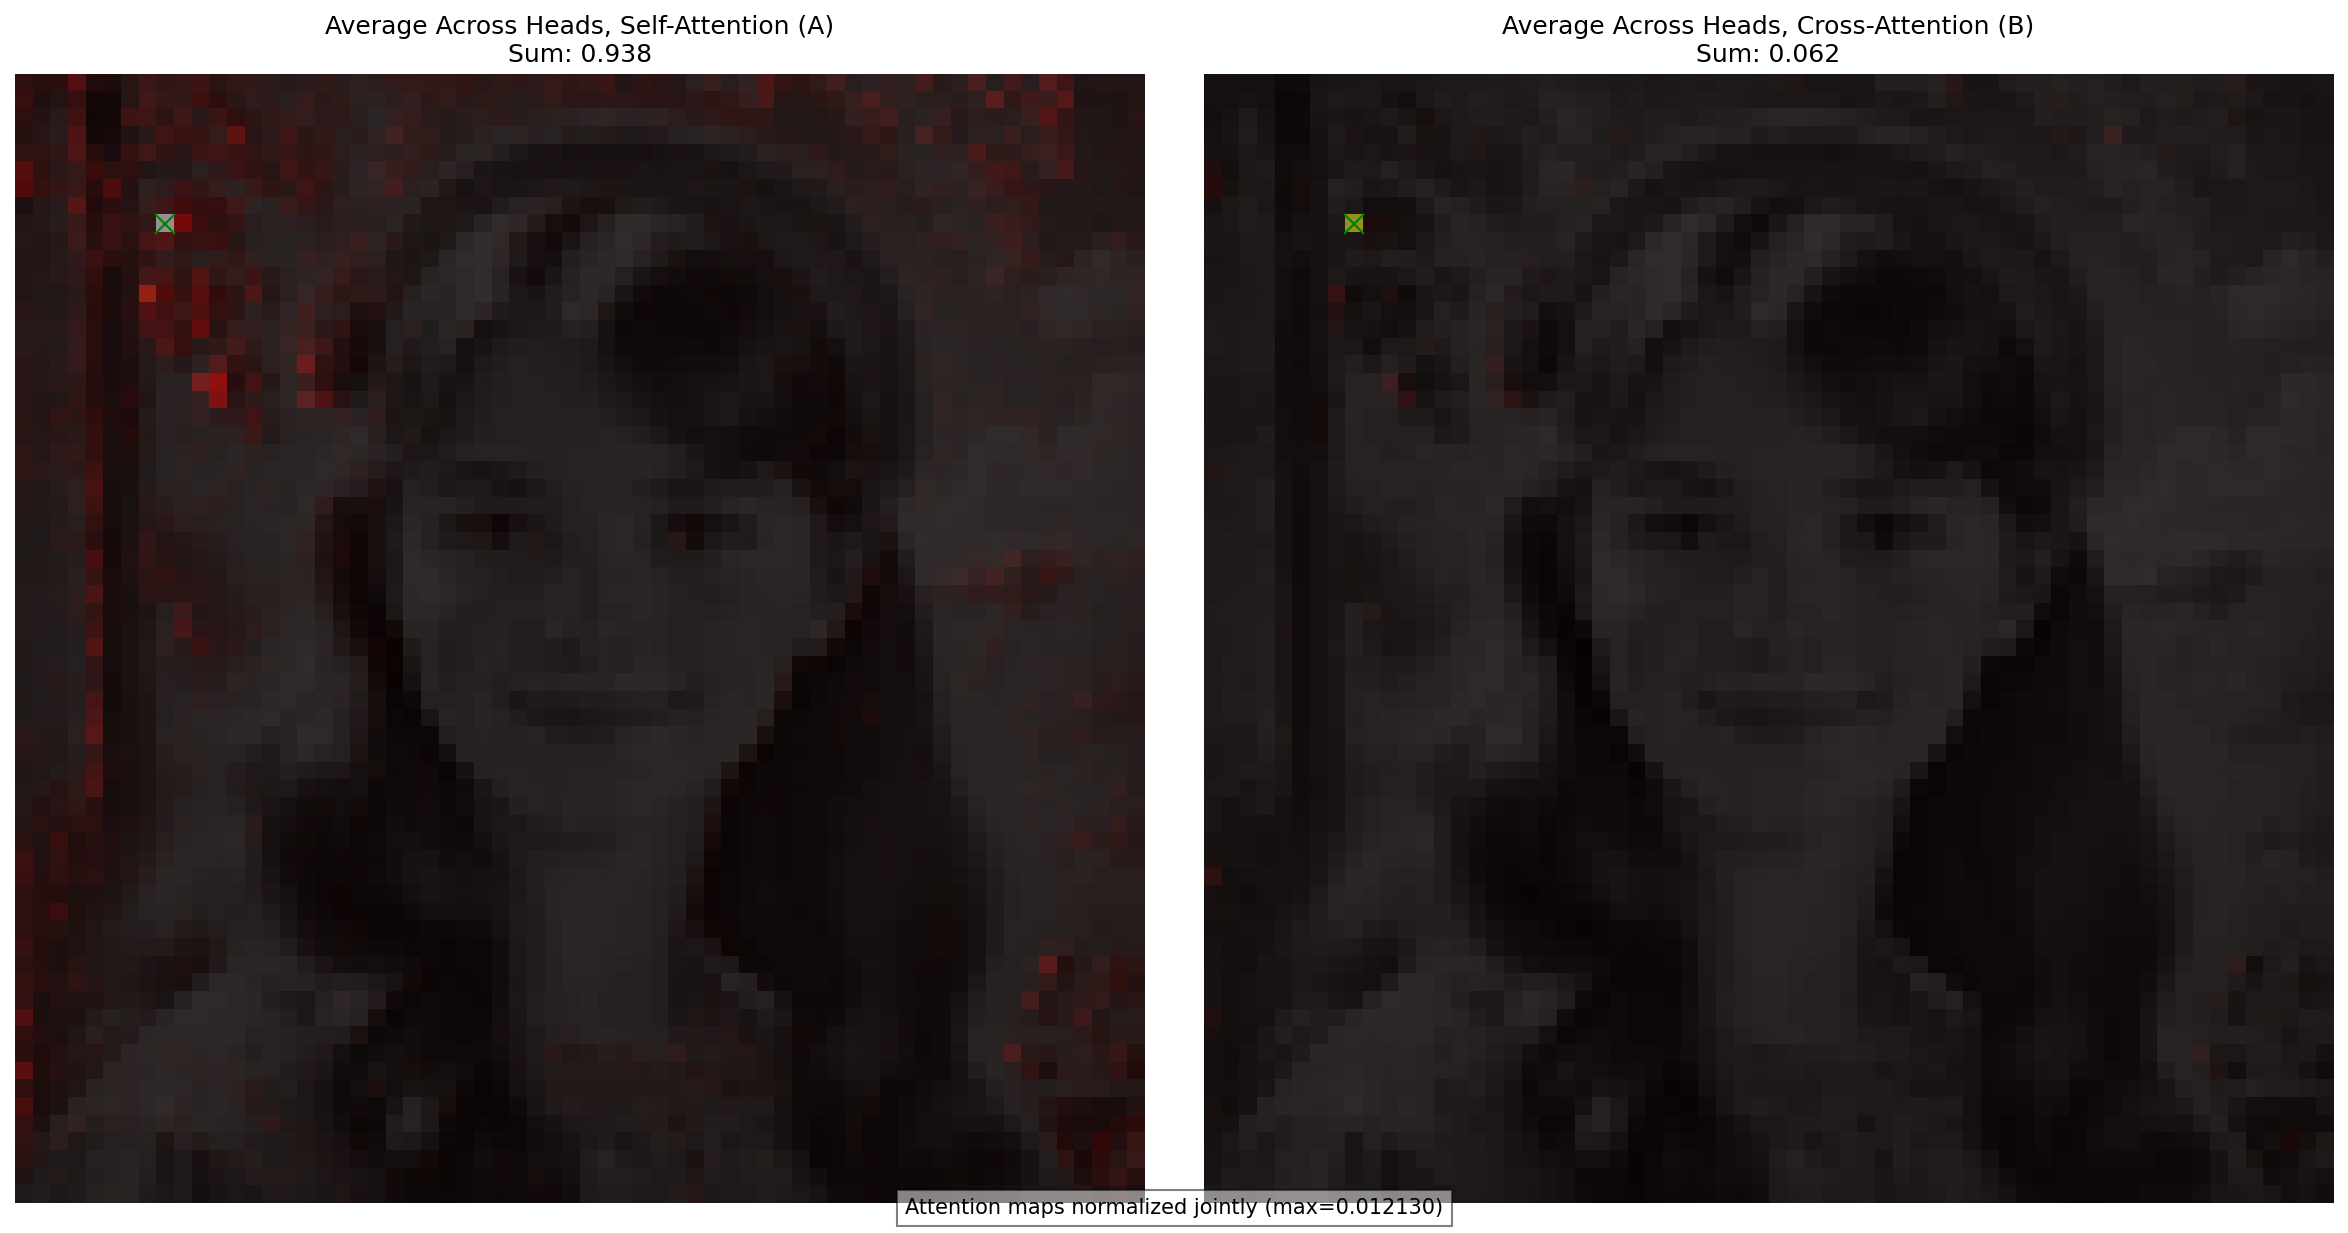 Average Across Heads, Self-Attention (A)
Sum: 0.938
Average Across Heads, Cross-Attention (B)
Sum: 0.062
Attention maps normalized jointly (max=0.012130)